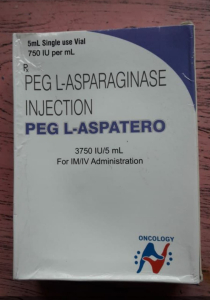 5mL Single use Vial
750 IU per mL
℞
PEG L-ASPARAGINASE
INJECTION
PEG L-ASPATERO
3750 IU/5 mL
For IM/IV Administration
ONCOLOGY